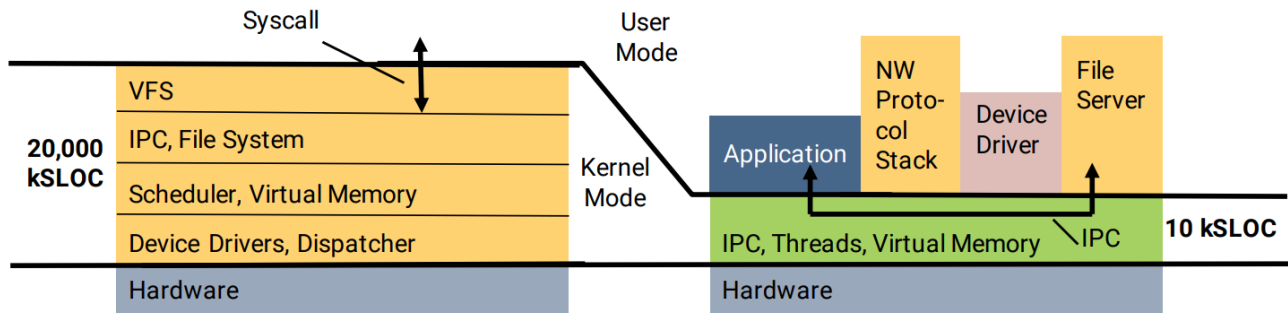 Syscall
User
Mode
VFS
IPC, File System
Scheduler, Virtual Memory
Device Drivers, Dispatcher
Hardware
20,000
kSLOC
Kernel
Mode
Application
NW
Proto-
col
Stack
Device
Driver
File
Server
IPC, Threads, Virtual Memory
IPC
10 kSLOC
Hardware